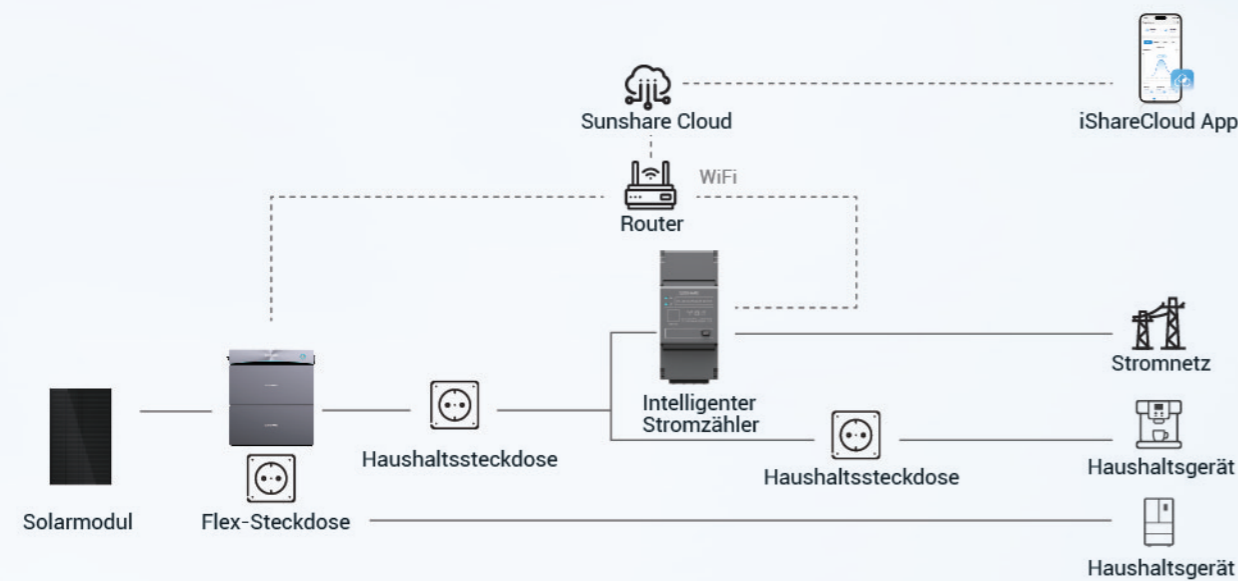 Sunshare Cloud
iShareCloud App
WiFi
Router
Stromnetz
Intelligenter
Stromzähler
Haushaltssteckdose
Haushaltssteckdose
Haushaltsgerät
Solarmodul
Flex-Steckdose
Haushaltsgerät